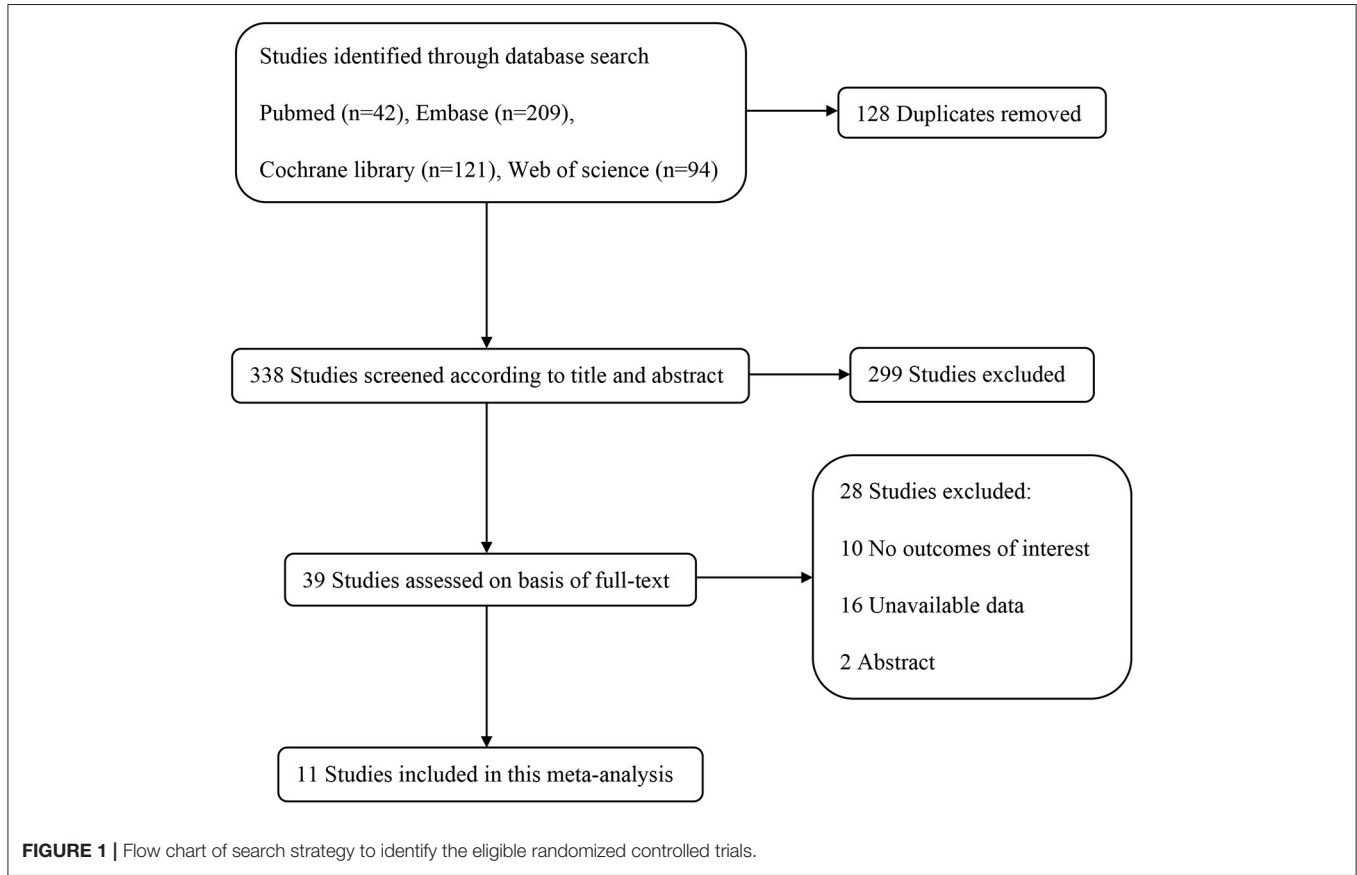 Studies identified through database search
Pubmed (n=42), Embase (n=209),
Cochrane library (n=121), Web of science (n=94)
128 Duplicates removed
338 Studies screened according to title and abstract
299 Studies excluded
39 Studies assessed on basis of full-text
28 Studies excluded:
10 No outcomes of interest
16 Unavailable data
2 Abstract
11 Studies included in this meta-analysis
FIGURE 1 | Flow chart of search strategy to identify the eligible randomized controlled trials.